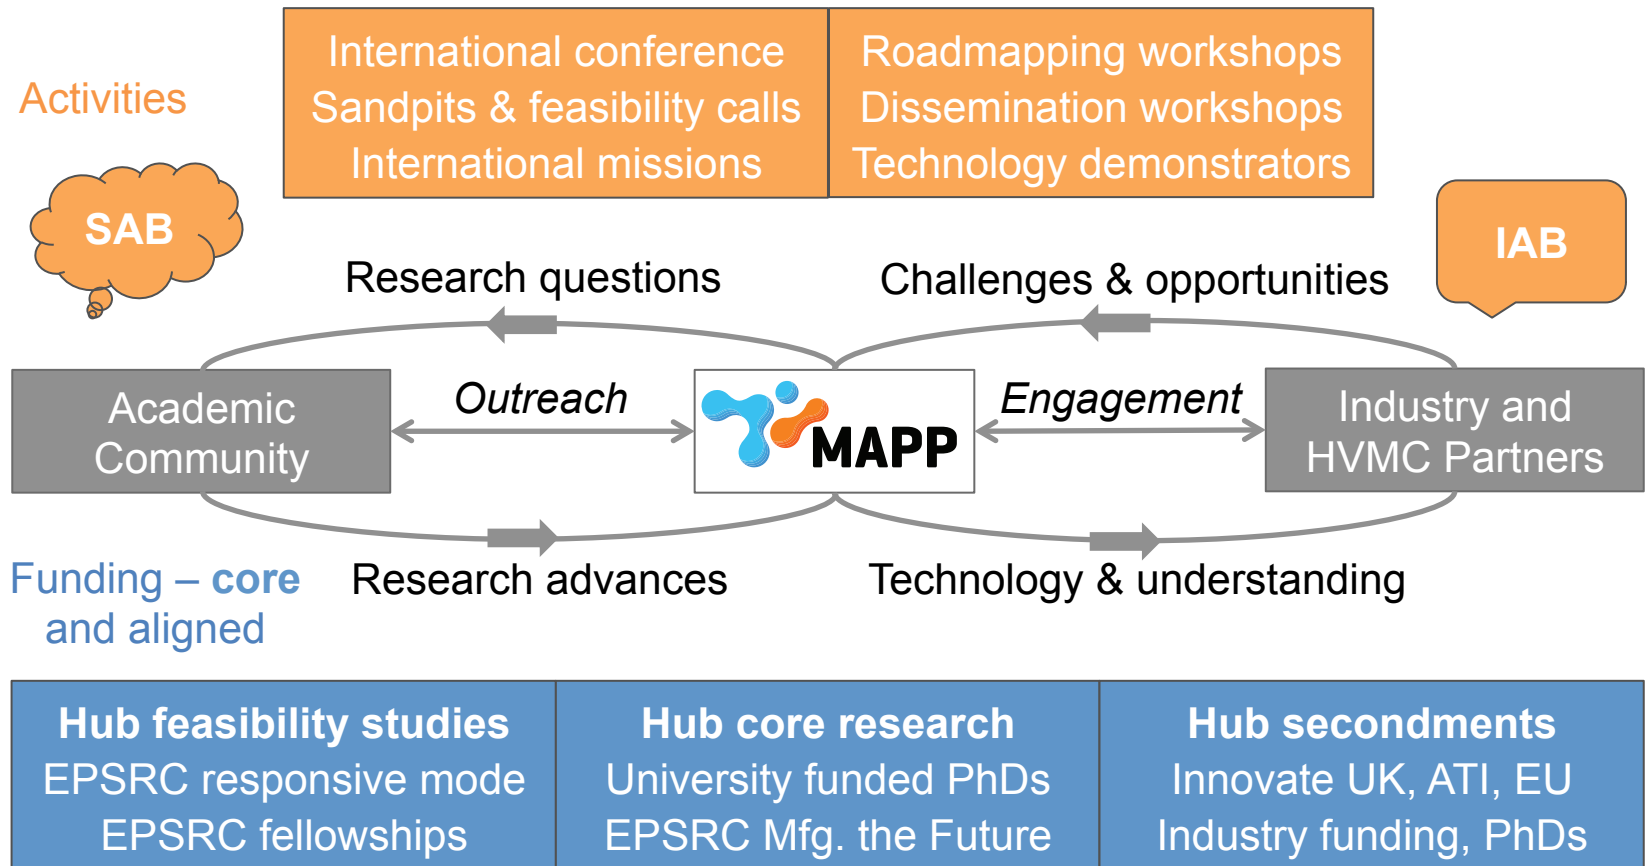 Activities
International conference
Sandpits & feasibility calls
International missions
Roadmapping workshops
Dissemination workshops
Technology demonstrators
SAB
IAB
Research questions
Challenges & opportunities
Academic
Community
Outreach
MAPP
Engagement
Industry and
HVMC Partners
Research advances
Technology & understanding
Funding – core
and aligned
Hub feasibility studies
EPSRC responsive mode
EPSRC fellowships
Hub core research
University funded PhDs
EPSRC Mfg. the Future
Hub secondments
Innovate UK, ATI, EU
Industry funding, PhDs